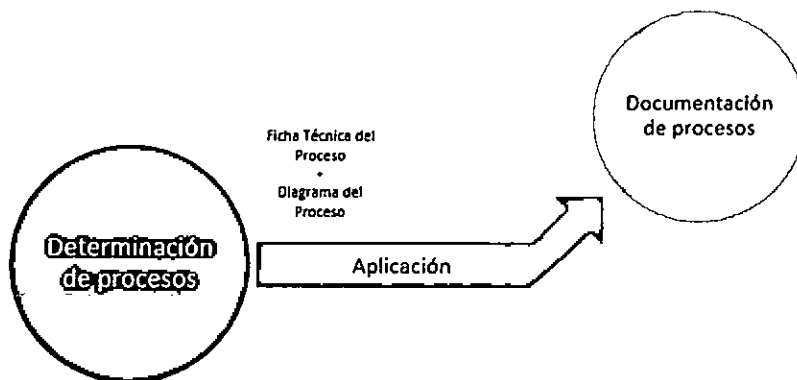 Documentación
de procesos
Ficha Técnica del
Proceso
+
Diagrama del
Proceso
Determinación
de procesos
Aplicación